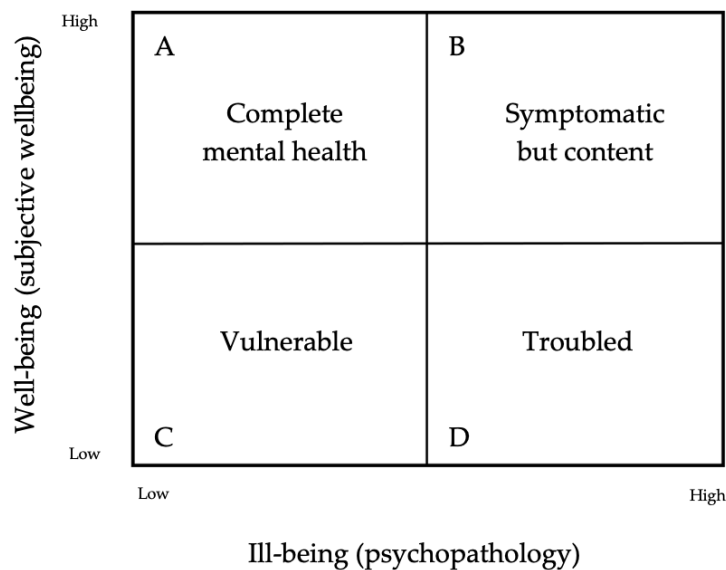 High
A
B
Complete
mental health
Symptomatic
but content
Well-being (subjective wellbeing)
Vulnerable
Troubled
C
D
Low
Low
High
Ill-being (psychopathology)